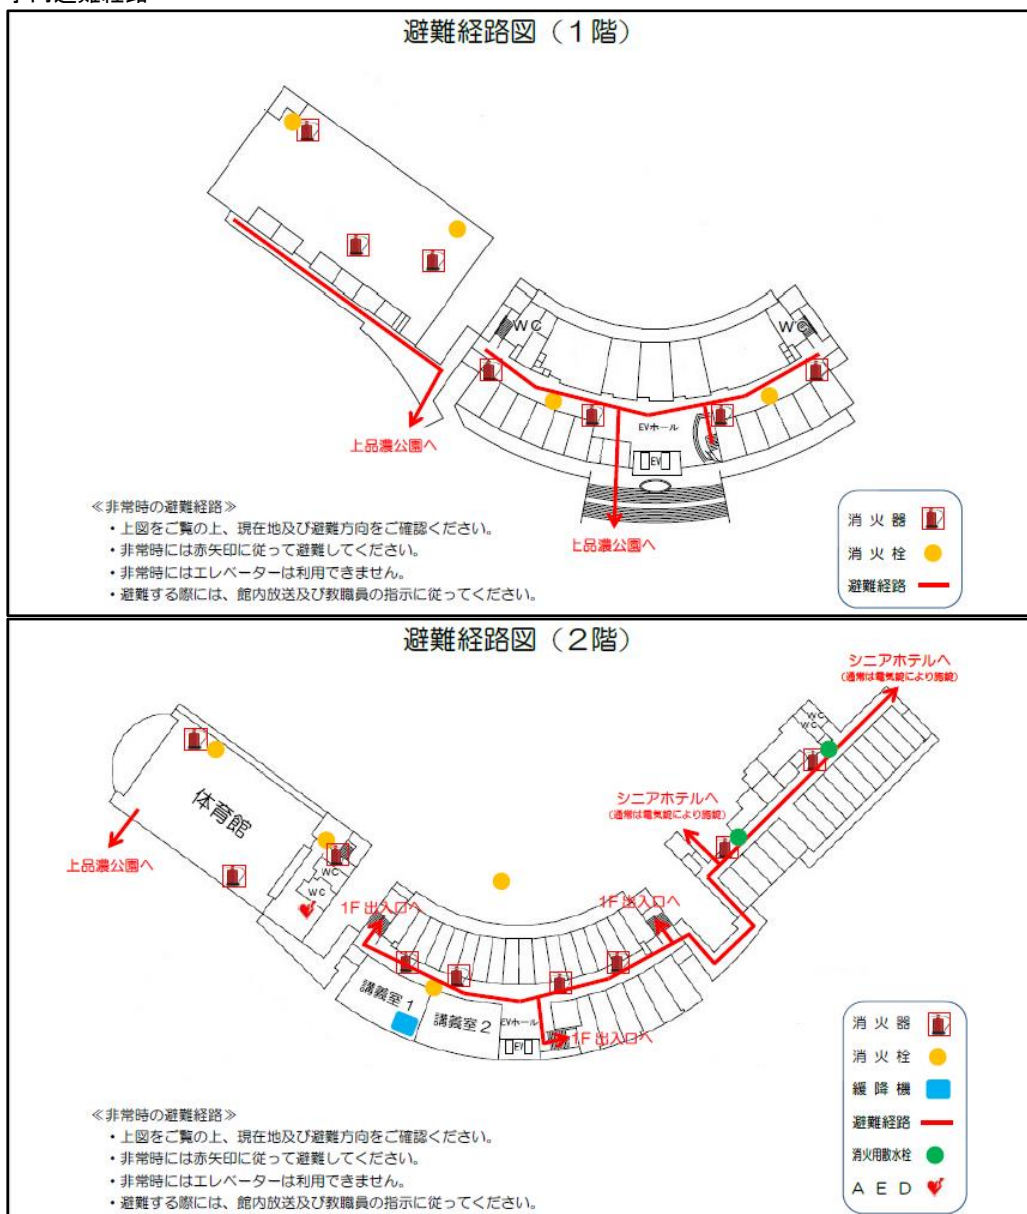 避難経路図（１階）
ＷＣ
ＷＣ
EVホール
EV
上品濃公園へ
上品濃公園へ
≪非常時の避難経路≫
・上図をご覧の上、現在地及び避難方向をご確認ください。
・非常時には赤矢印に従って避難してください。
・非常時にはエレベーターは利用できません。
・避難する際には、館内放送及び教職員の指示に従ってください。
消火器
消火栓
避難経路
避難経路図（２階）
シニアホテルへ
（通常は電気錠により施錠）
WC
WC
シニアホテルへ
（通常は電気錠により施錠）
体育館
上品濃公園へ
WC
WC
1F 出入口へ
1F 出入口へ
講義室１
講義室２
EVホール
EV
1F 出入口へ
≪非常時の避難経路≫
・上図をご覧の上、現在地及び避難方向をご確認ください。
・非常時には赤矢印に従って避難してください。
・非常時にはエレベーターは利用できません。
・避難する際には、館内放送及び教職員の指示に従ってください。
消火器
消火栓
緩降機
避難経路
消火用散水栓
ＡＥＤ